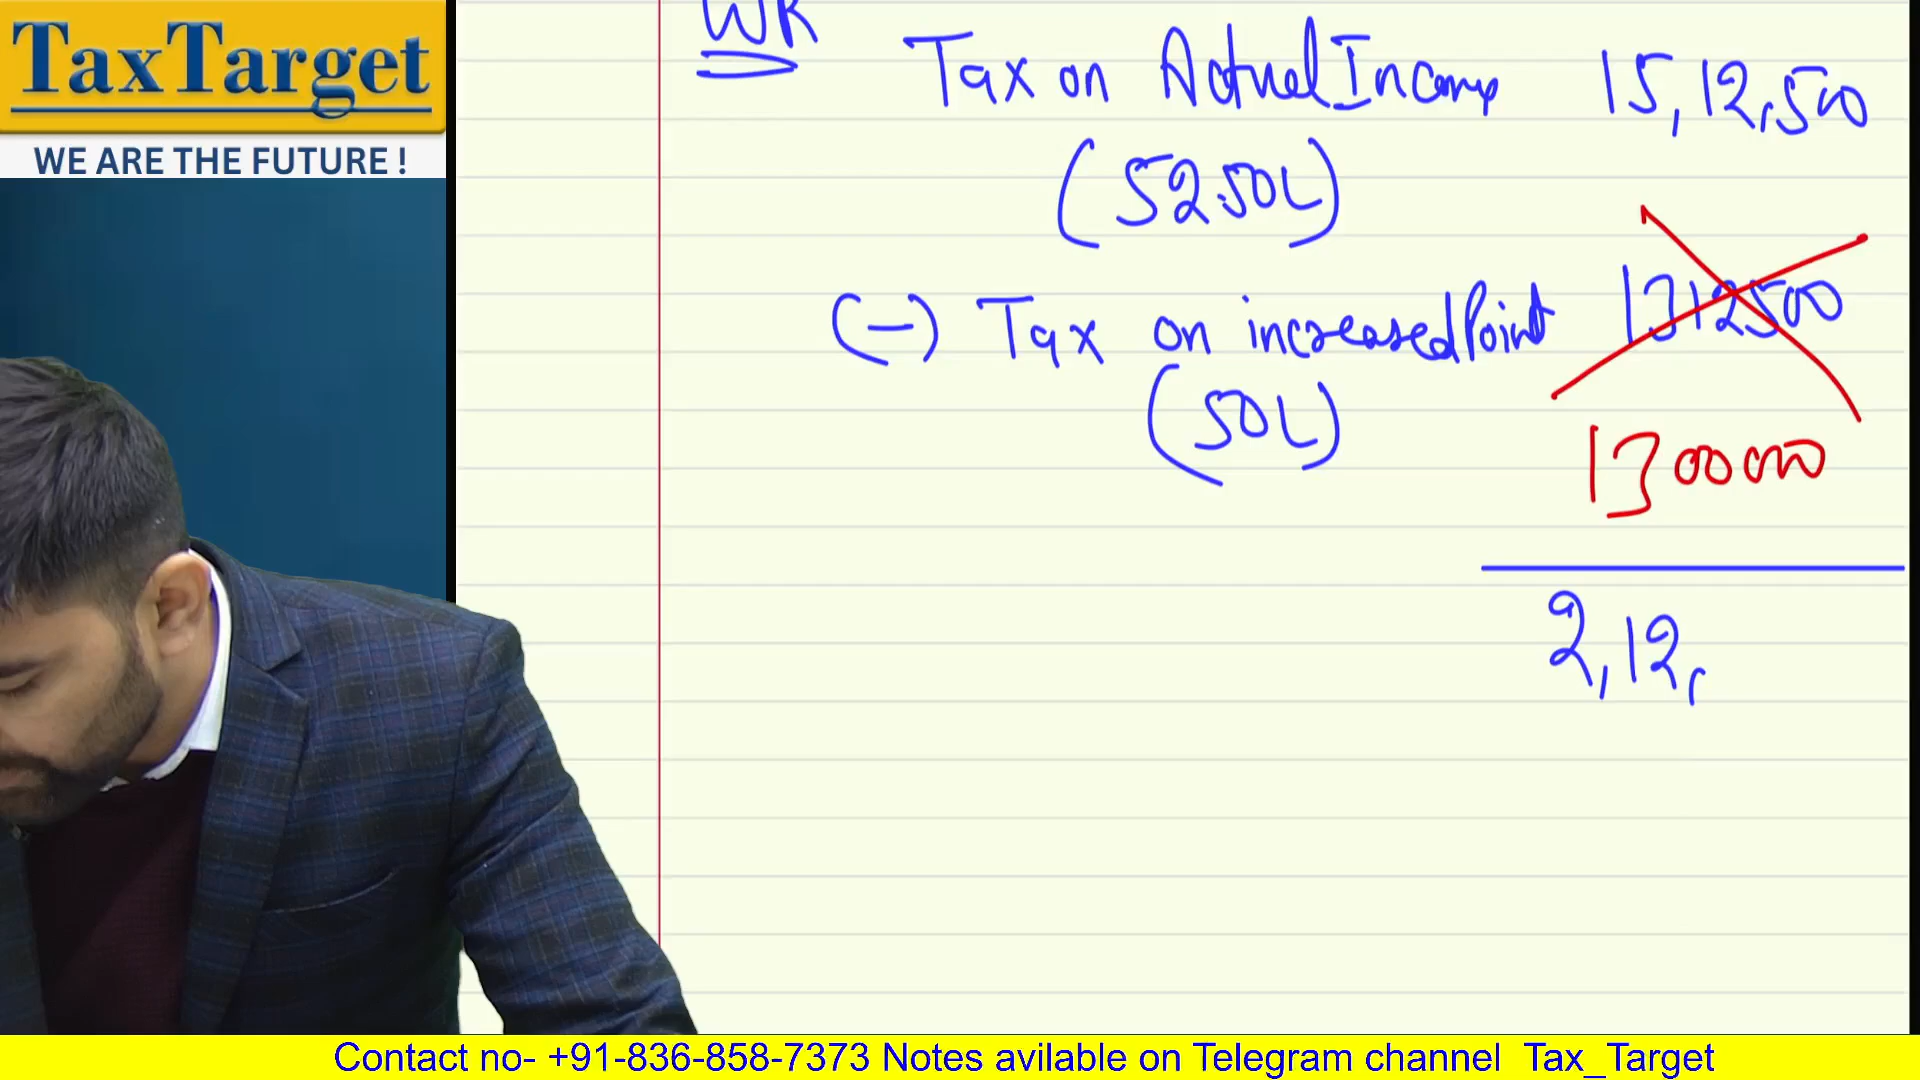 TaxTarget
WE ARE THE FUTURE !
WR
Tax on Actual Income 15,12,500
(52.50L)
(-) Tax on increased Point 1312500
(50L)
1300000
2,12,
Contact no- +91-836-858-7373 Notes avilable on Telegram channel Tax_Target